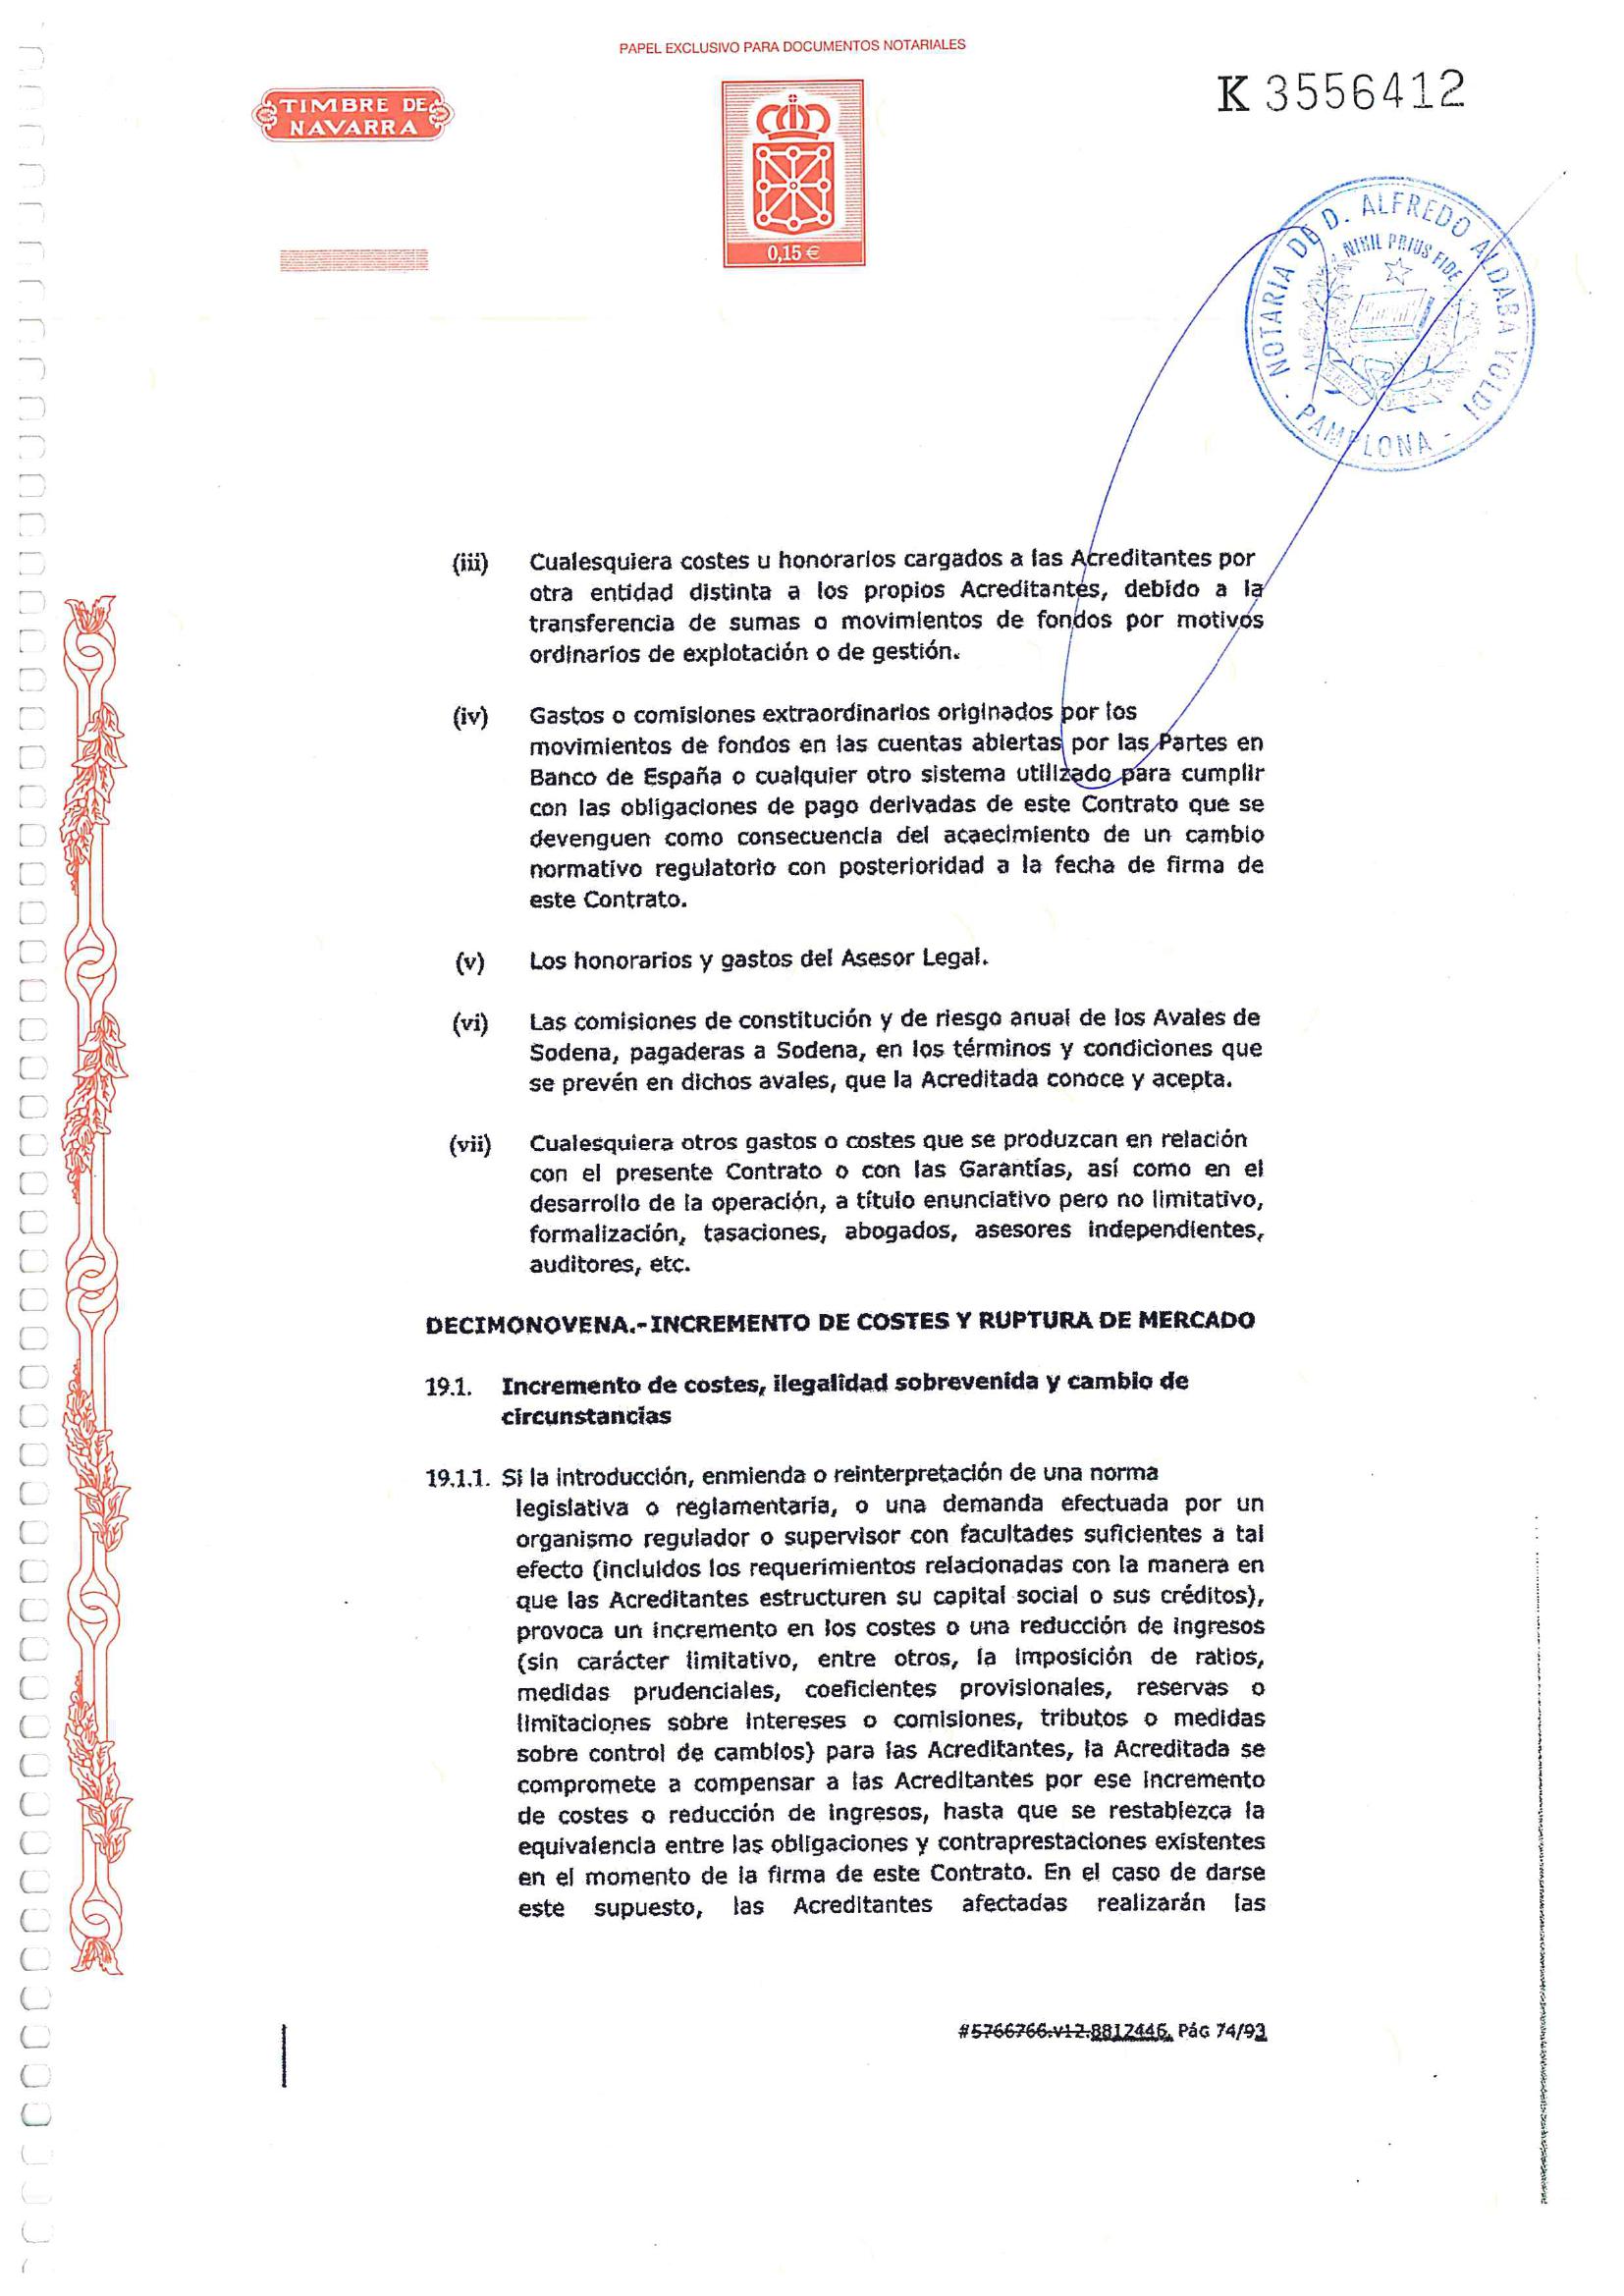 PAPEL EXCLUSIVO PARA DOCUMENTOS NOTARIALES
TIMBRE DE
NAVARRA
K 3556412
0,15 €
NOTARIA DE D. ALFREDO ALDABA YOLDI
NIHIL PRIUS FIDE
- PAMPLONA -
(iii) Cualesquiera costes u honorarios cargados a las Acreditantes por
otra entidad distinta a los propios Acreditantes, debido a la
transferencia de sumas o movimientos de fondos por motivos
ordinarios de explotación o de gestión.
(iv) Gastos o comisiones extraordinarios originados por los
movimientos de fondos en las cuentas abiertas por las Partes en
Banco de España o cualquier otro sistema utilizado para cumplir
con las obligaciones de pago derivadas de este Contrato que se
devenguen como consecuencia del acaecimiento de un cambio
normativo regulatorio con posterioridad a la fecha de firma de
este Contrato.
(v) Los honorarios y gastos del Asesor Legal.
(vi) Las comisiones de constitución y de riesgo anual de los Avales de
Sodena, pagaderas a Sodena, en los términos y condiciones que
se prevén en dichos avales, que la Acreditada conoce y acepta.
(vii) Cualesquiera otros gastos o costes que se produzcan en relación
con el presente Contrato o con las Garantías, así como en el
desarrollo de la operación, a título enunciativo pero no limitativo,
formalización, tasaciones, abogados, asesores independientes,
auditores, etc.
DECIMONOVENA.- INCREMENTO DE COSTES Y RUPTURA DE MERCADO
19.1. Incremento de costes, ilegalidad sobrevenida y cambio de
circunstancias
19.1.1. Si la introducción, enmienda o reinterpretación de una norma
legislativa o reglamentaria, o una demanda efectuada por un
organismo regulador o supervisor con facultades suficientes a tal
efecto (incluidos los requerimientos relacionadas con la manera en
que las Acreditantes estructuren su capital social o sus créditos),
provoca un incremento en los costes o una reducción de ingresos
(sin carácter limitativo, entre otros, la imposición de ratios,
medidas prudenciales, coeficientes provisionales, reservas o
limitaciones sobre intereses o comisiones, tributos o medidas
sobre control de cambios) para las Acreditantes, la Acreditada se
compromete a compensar a las Acreditantes por ese incremento
de costes o reducción de ingresos, hasta que se restablezca la
equivalencia entre las obligaciones y contraprestaciones existentes
en el momento de la firma de este Contrato. En el caso de darse
este supuesto, las Acreditantes afectadas realizarán las
#5766766.v12.8812446. Pág 74/93